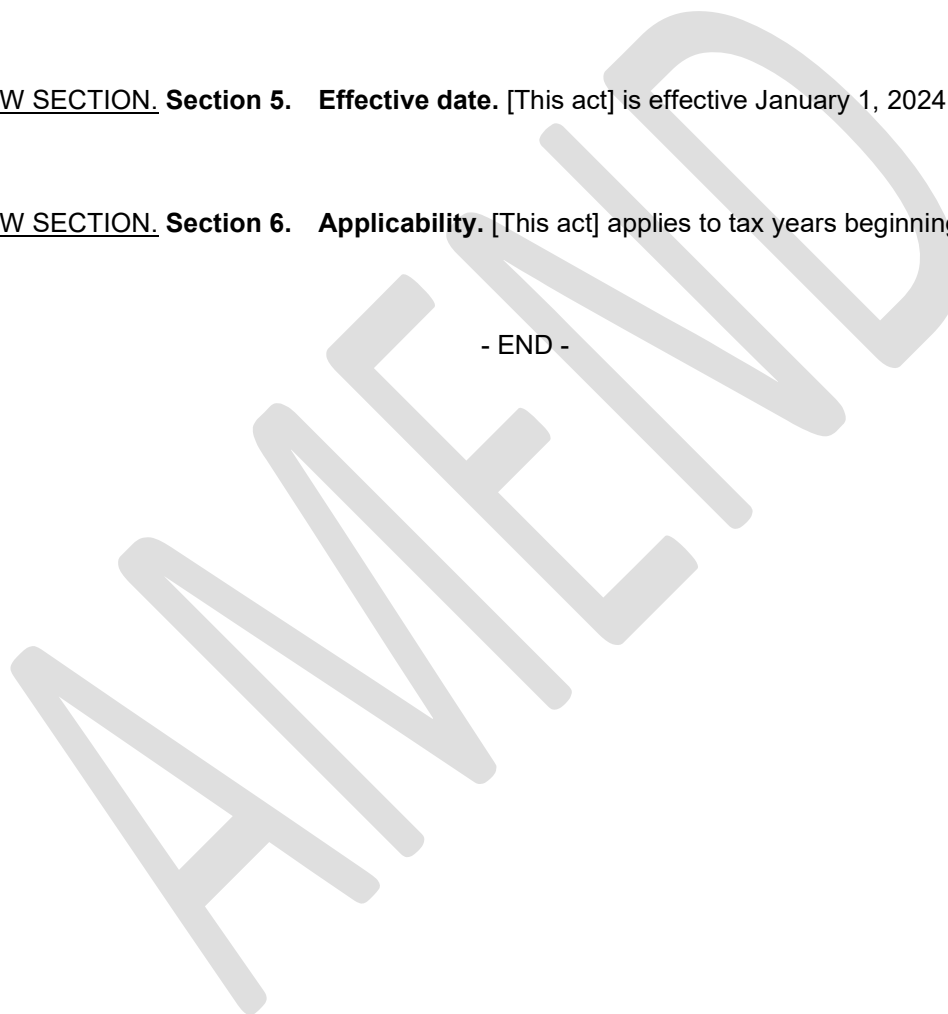 W SECTION. Section 5. Effective date. [This act] is effective January 1, 2024
W SECTION. Section 6. Applicability. [This act] applies to tax years beginning
- END -
AMEND